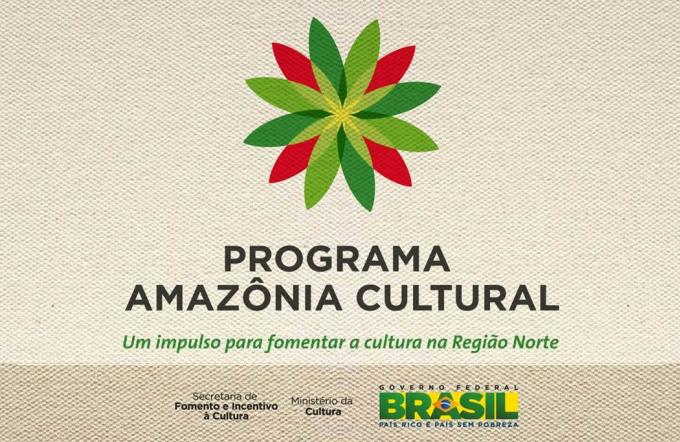 PROGRAMA
AMAZÔNIA CULTURAL
Um impulso para fomentar a cultura na Região Norte
Secretaria de
Fomento e Incentivo
à Cultura
Ministério da
Cultura
GOVERNO FEDERAL
BRASIL
PAÍS RICO É PAÍS SEM POBREZA